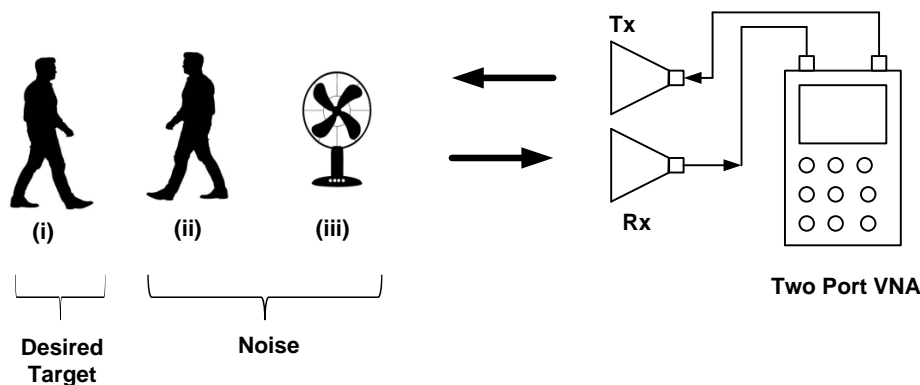 Tx
(i)
(ii)
(iii)
Rx
Two Port VNA
Desired
Target
Noise